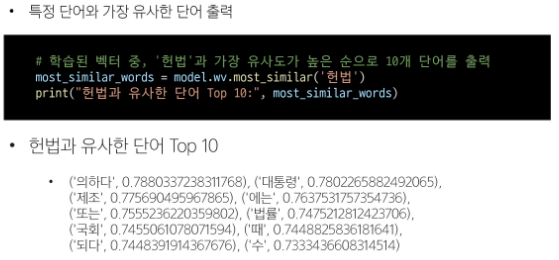 • 특정 단어와 가장 유사한 단어 출력
# 학습된 벡터 중, '헌법'과 가장 유사도가 높은 순으로 10개 단어를 출력
most_similar_words = model.wv.most_similar('헌법')
print("헌법과 유사한 단어 Top 10:", most_similar_words)
• 헌법과 유사한 단어 Top 10
• ('의하다', 0.7880337238311768), ('대통령', 0.7802265882492065),
('제조', 0.775690495967865), ('에는', 0.7637531757354736),
('또는', 0.7555236220359802), ('법률', 0.7475212812423706),
('국회', 0.7455061078071594), ('때', 0.7448825836181641),
('되다', 0.7448391914367676), ('수', 0.7333436608314514)